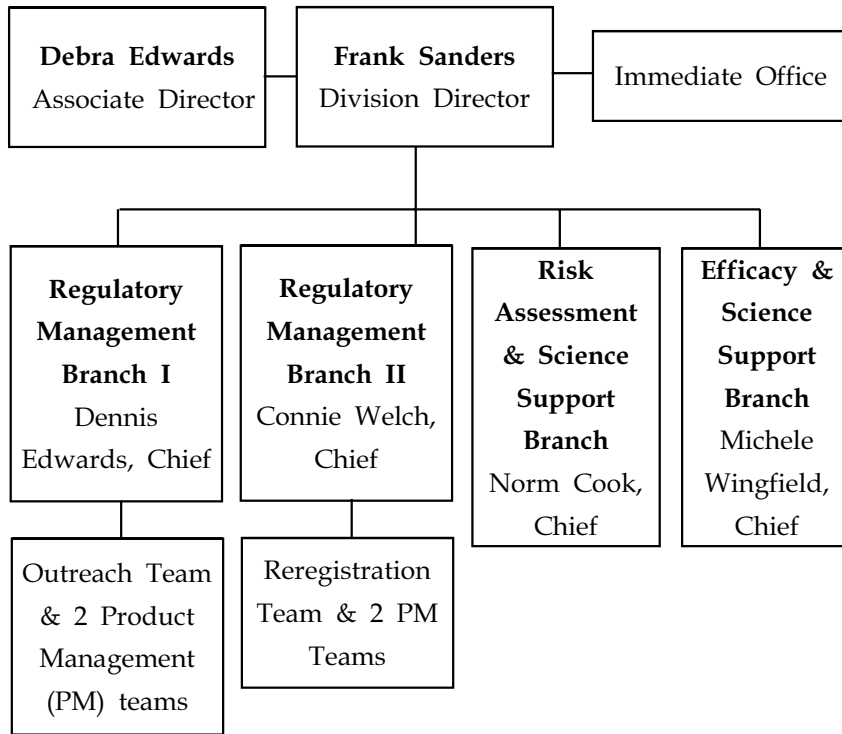 Debra Edwards
Associate Director
Frank Sanders
Division Director
Immediate Office
Regulatory
Management
Branch I
Dennis
Edwards, Chief
Regulatory
Management
Branch II
Connie Welch,
Chief
Risk
Assessment
& Science
Support
Branch
Norm Cook,
Chief
Efficacy &
Science
Support
Branch
Michele
Wingfield,
Chief
Outreach Team
& 2 Product
Management
(PM) teams
Reregistration
Team & 2 PM
Teams